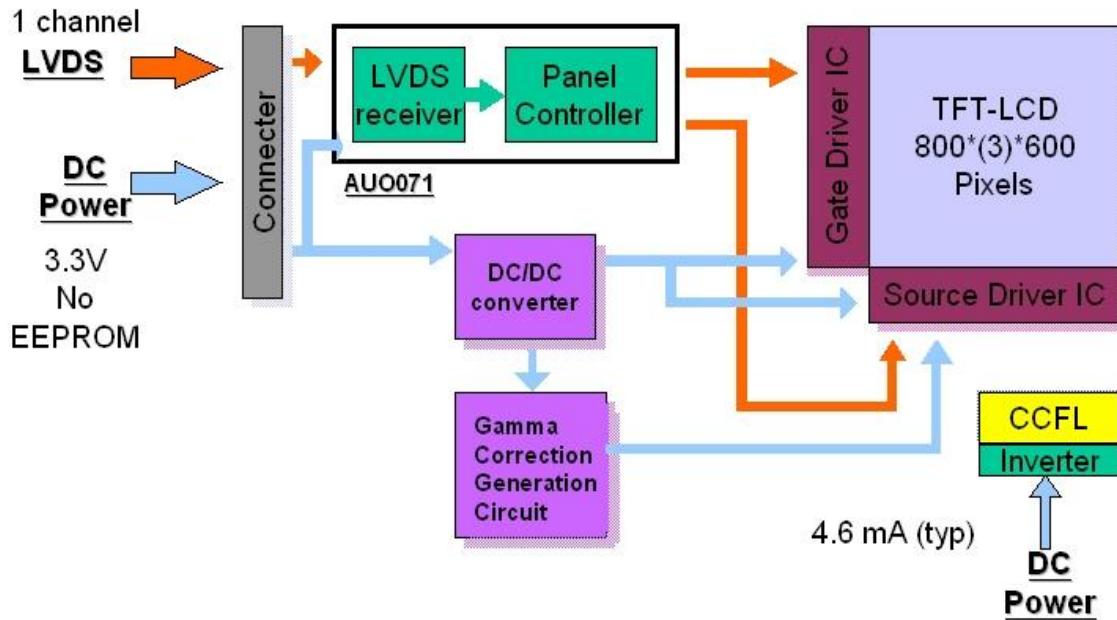 1 channel
LVDS
DC
Power
3.3V
No
EEPROM
Connecter
LVDS
receiver
Panel
Controller
AUO071
DC/DC
converter
Gamma
Correction
Generation
Circuit
Gate Driver IC
TFT-LCD
800*(3)*600
Pixels
Source Driver IC
CCFL
Inverter
4.6 mA (typ)
DC
Power